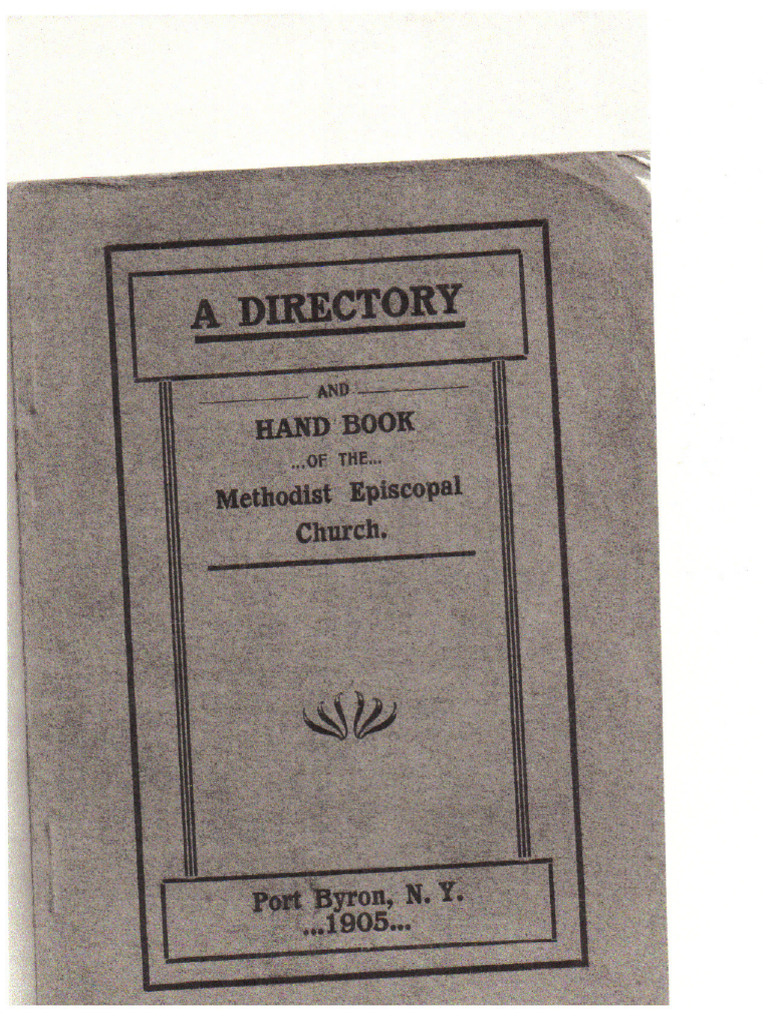 A DIRECTORY
AND
HAND BOOK
...OF THE...
Methodist Episcopal
Church.
Port Byron, N. Y.
...1905...